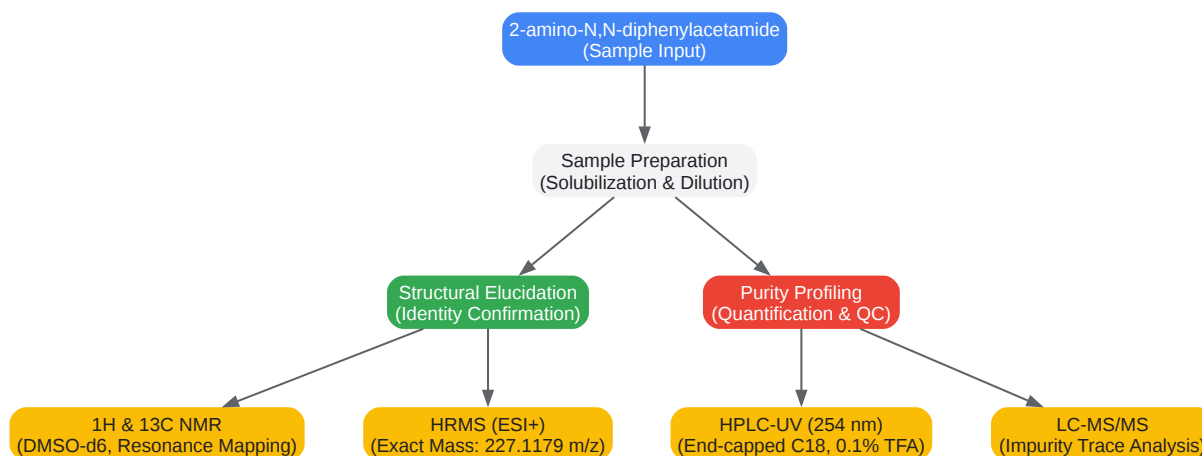 2-amino-N,N-diphenylacetamide
(Sample Input)
Sample Preparation
(Solubilization & Dilution)
Structural Elucidation
(Identity Confirmation)
Purity Profiling
(Quantification & QC)
1H & 13C NMR
(DMSO-d6, Resonance Mapping)
HRMS (ESI+)
(Exact Mass: 227.1179 m/z)
HPLC-UV (254 nm)
(End-capped C18, 0.1% TFA)
LC-MS/MS
(Impurity Trace Analysis)